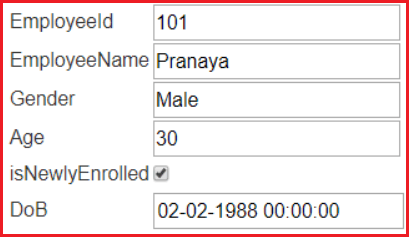 EmployeeId 101
EmployeeName Pranaya
Gender Male
Age 30
isNewlyEnrolled
DoB 02-02-1988 00:00:00